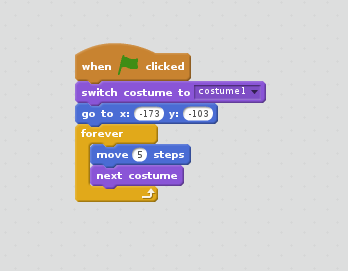 when clicked
switch costume to costume1
go to x: -173 y: -103
forever
move 5 steps
next costume